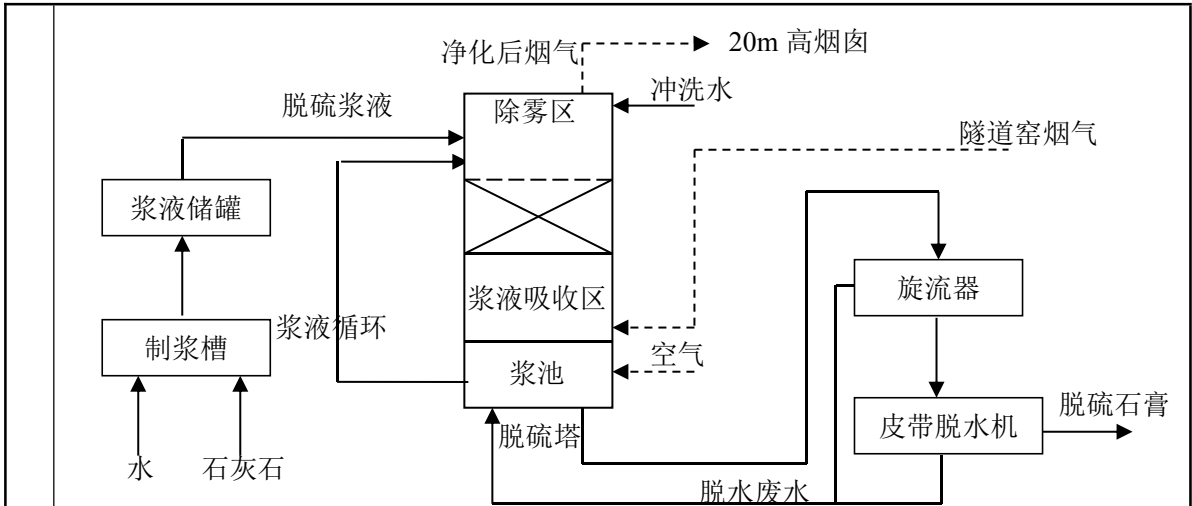 净化后烟气
20m 高烟囱
脱硫浆液
除雾区
冲洗水
隧道窑烟气
浆液储罐
浆液吸收区
旋流器
浆液循环
制浆槽
空气
浆池
脱硫石膏
脱硫塔
皮带脱水机
水
石灰石
脱水废水